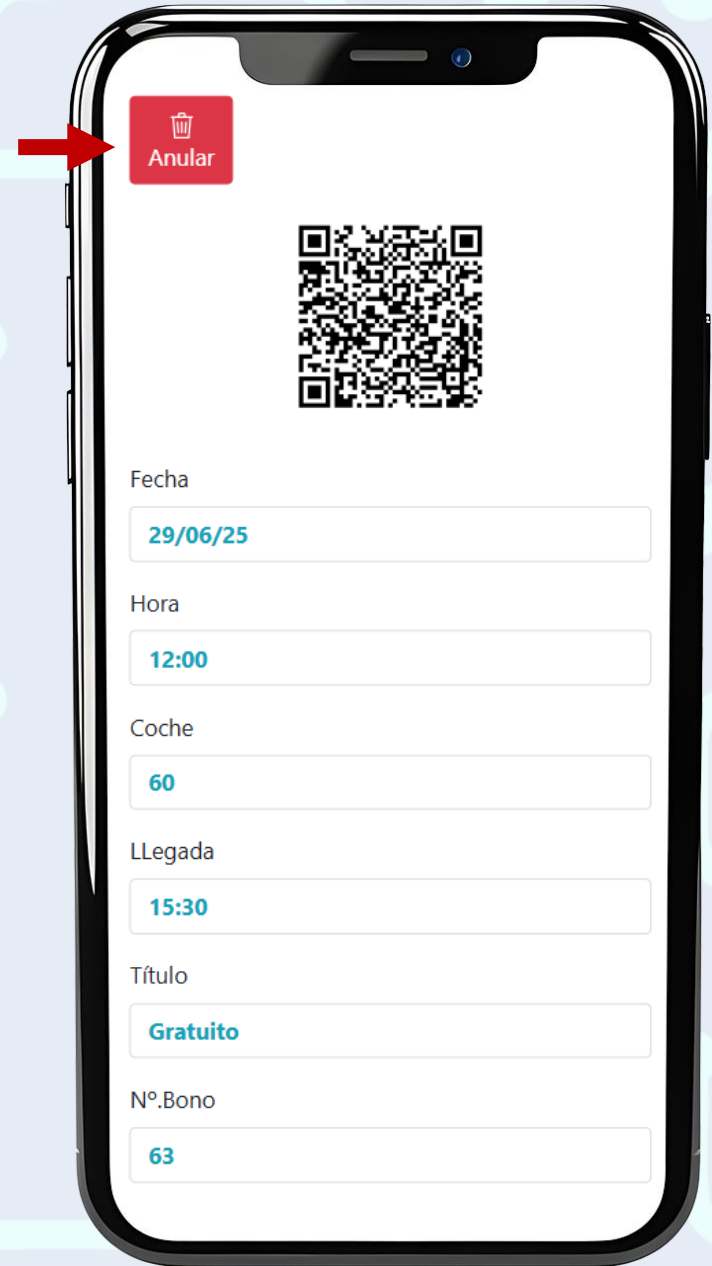 Anular
Fecha
29/06/25
Hora
12:00
Coche
60
LLegada
15:30
Título
Gratuito
Nº.Bono
63